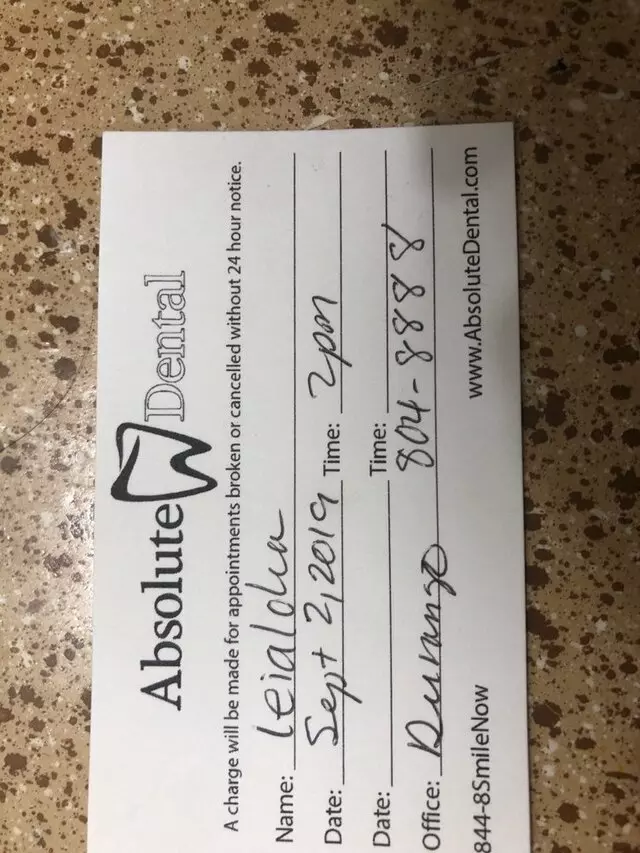 Absolute Dental
A charge will be made for appointments broken or cancelled without 24 hour notice.
Name: leialoha
Date: Sept 2, 2019 Time: 2pm
Date: Time:
Office: Durango 804-8888
844-8SmileNow www.AbsoluteDental.com